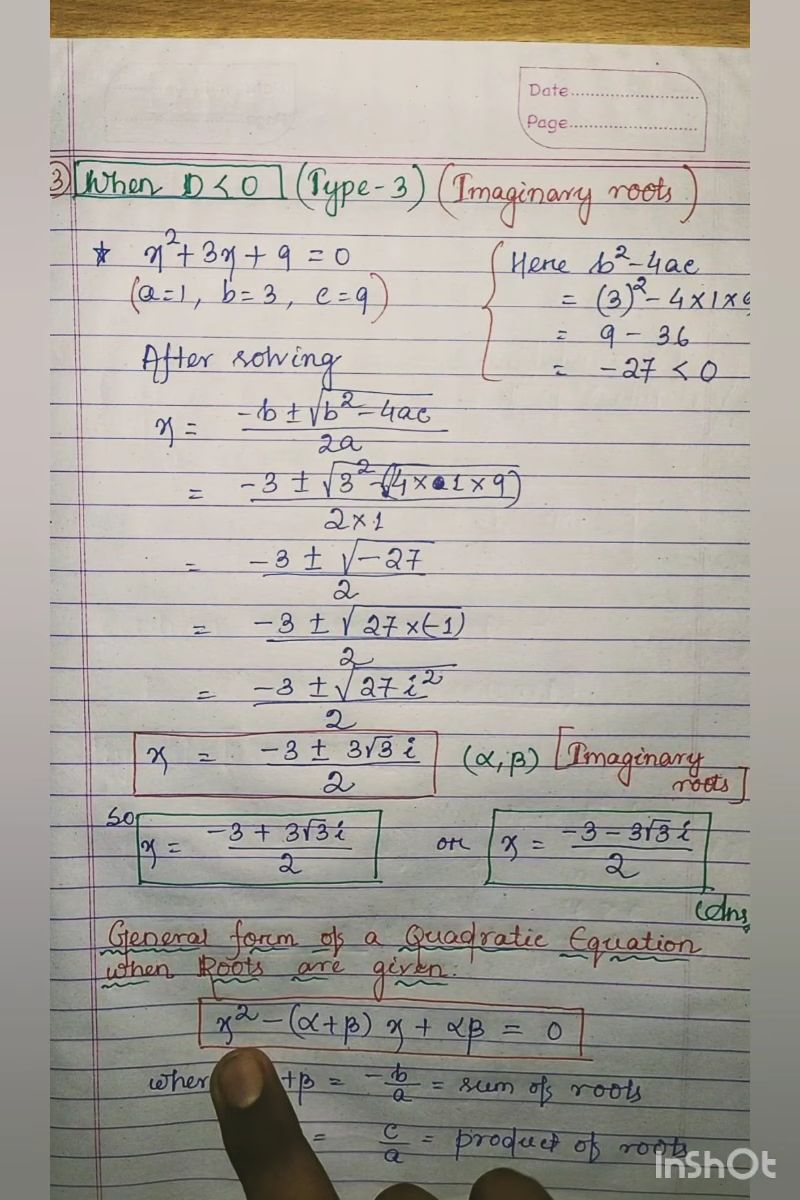 Date..............................
Page..............................
3) When D < 0 (Type-3) (Imaginary roots)
* x² + 3x + 9 = 0
(a=1, b=3, c=9)
Here b² - 4ac
= (3)² - 4×1×9
= 9 - 36
= -27 < 0
After solving
x = (-b ± √(b² - 4ac)) / 2a
= (-3 ± √(3² - (4×1×9))) / (2×1)
= (-3 ± √-27) / 2
= (-3 ± √(27×(-1))) / 2
= (-3 ± √(27i²)) / 2
x = (-3 ± 3√3 i) / 2 (α, β) [Imaginary roots]
So x = (-3 + 3√3 i) / 2 or x = (-3 - 3√3 i) / 2
(Ans
General form of a Quadratic Equation
when Roots are given.
x² - (α+β) x + αβ = 0
wher +β = -b/a = sum of roots
= c/a = product of roots
InShOt